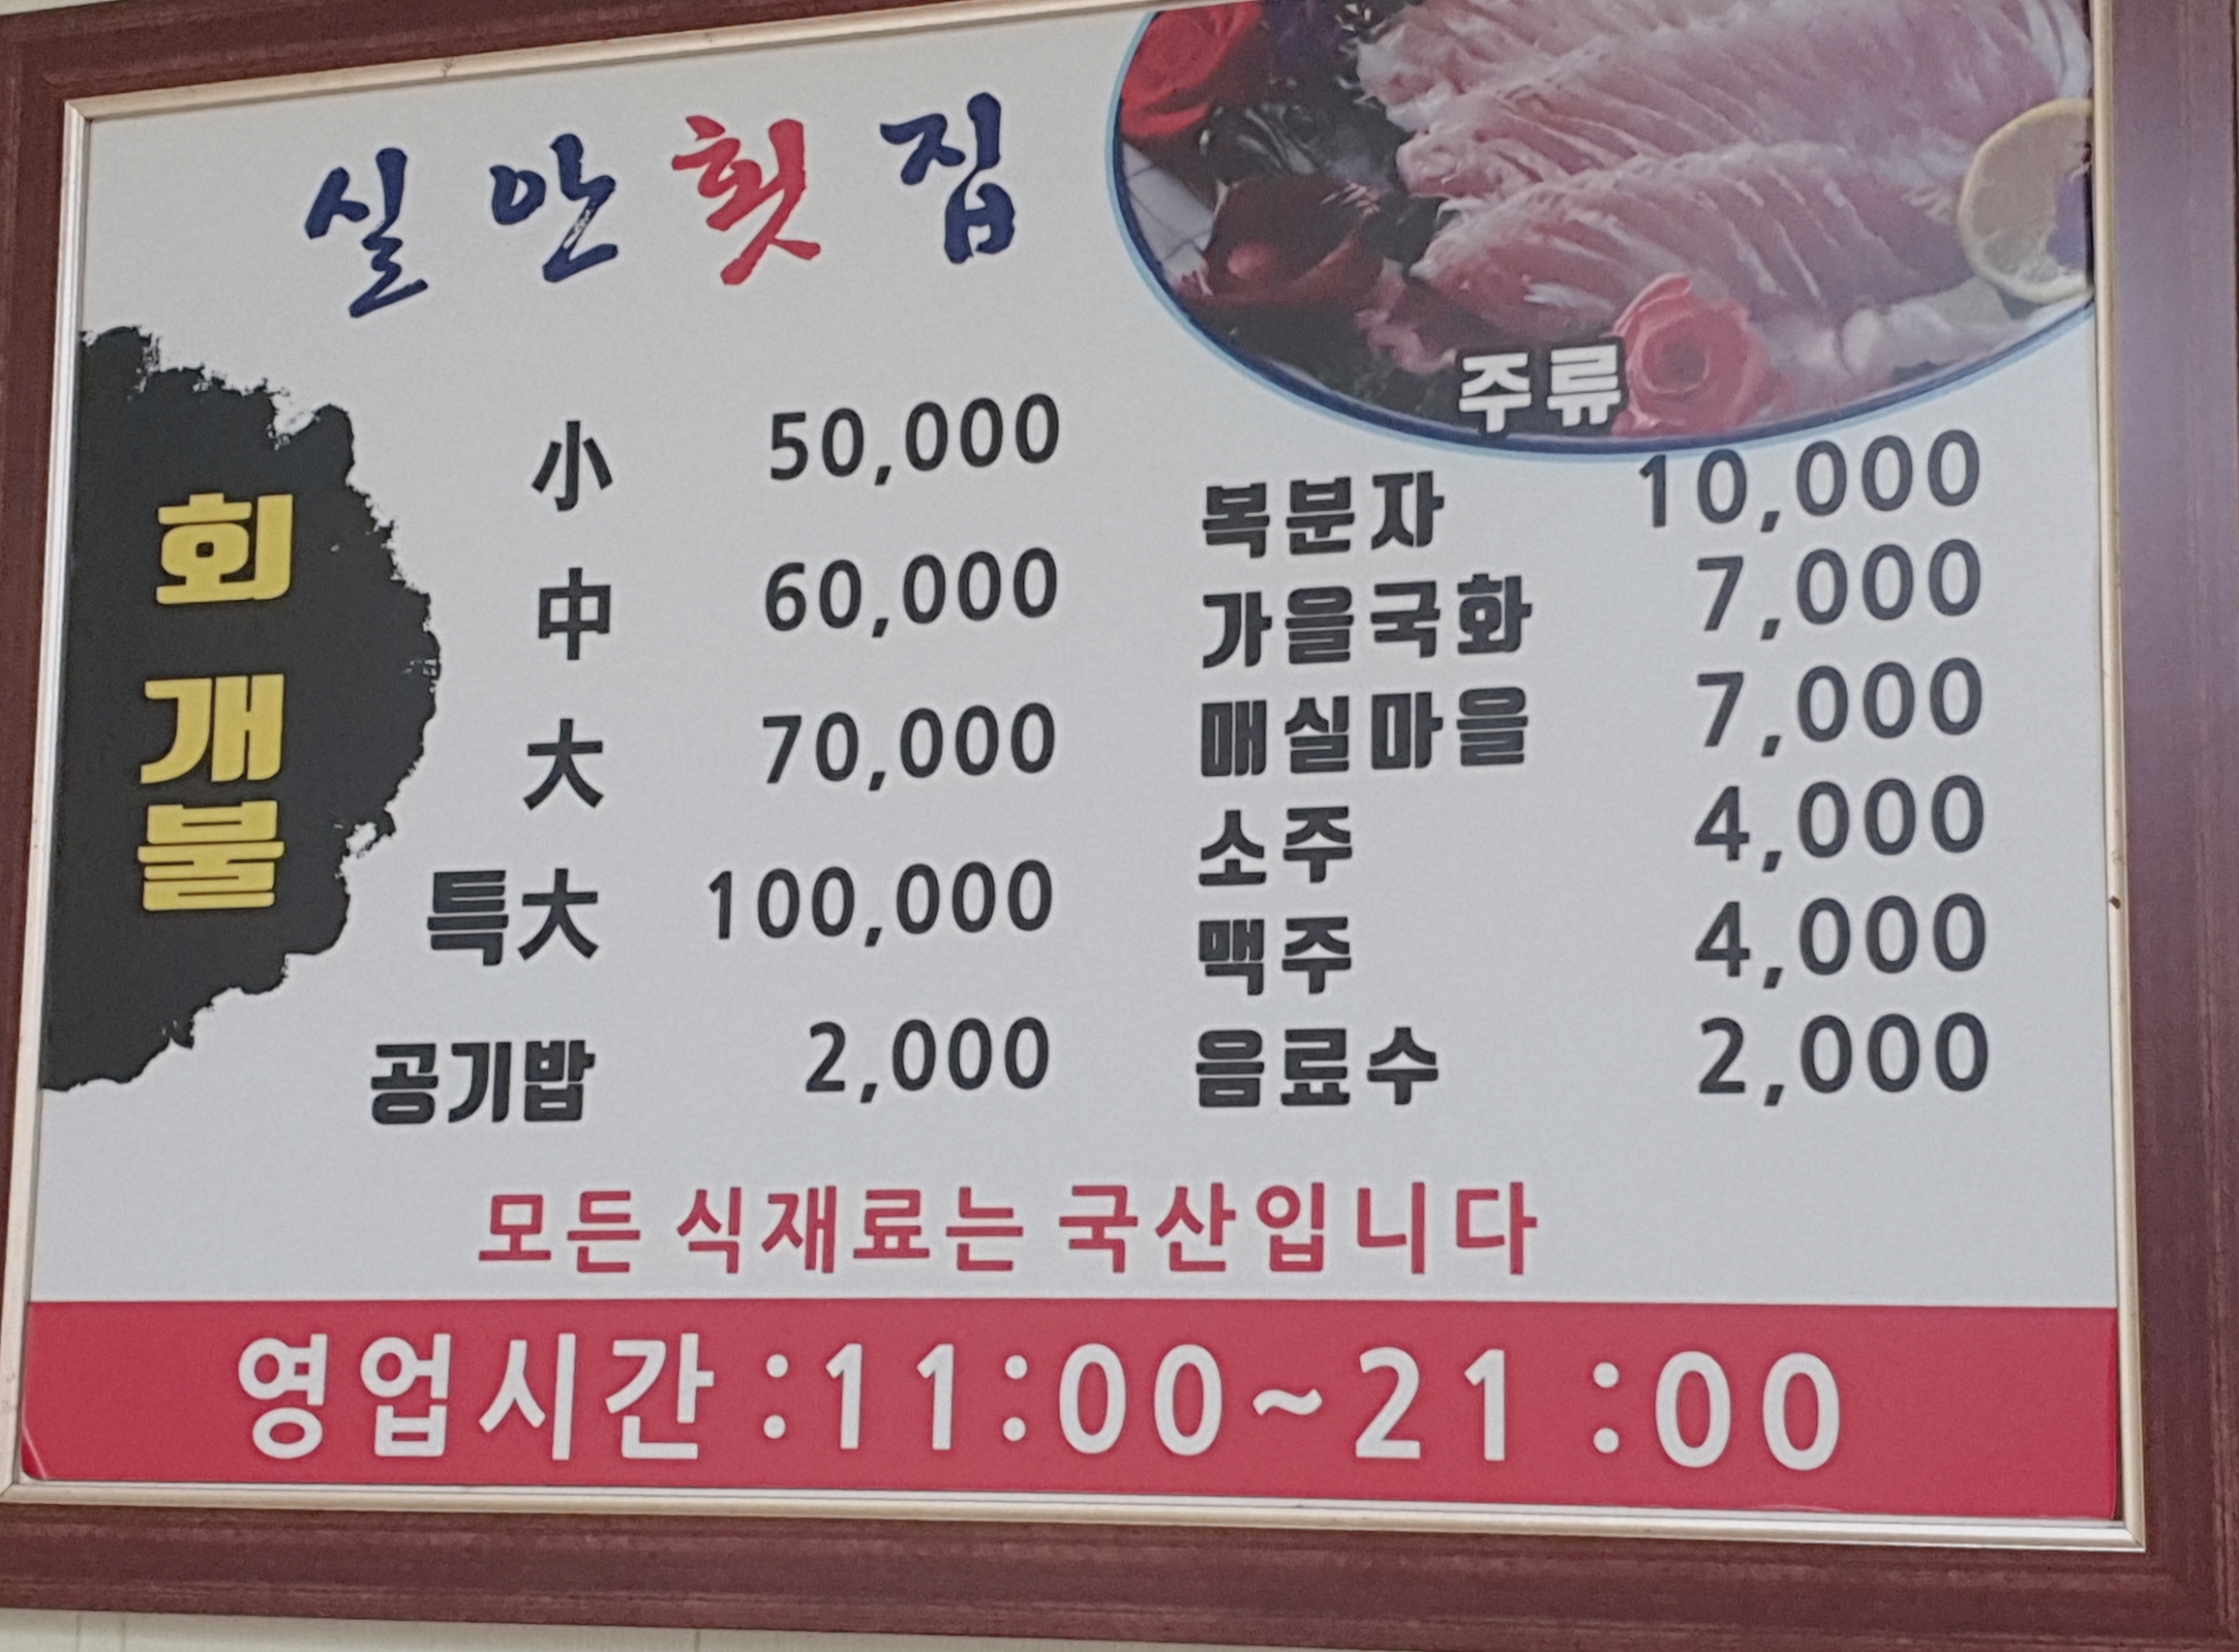 실안횟집
회
개불
小 50,000
中 60,000
大 70,000
특大 100,000
공기밥 2,000
주류
복분자 10,000
가을국화 7,000
매실마을 7,000
소주 4,000
맥주 4,000
음료수 2,000
모든 식재료는 국산입니다
영업시간 :11:00~21 :00